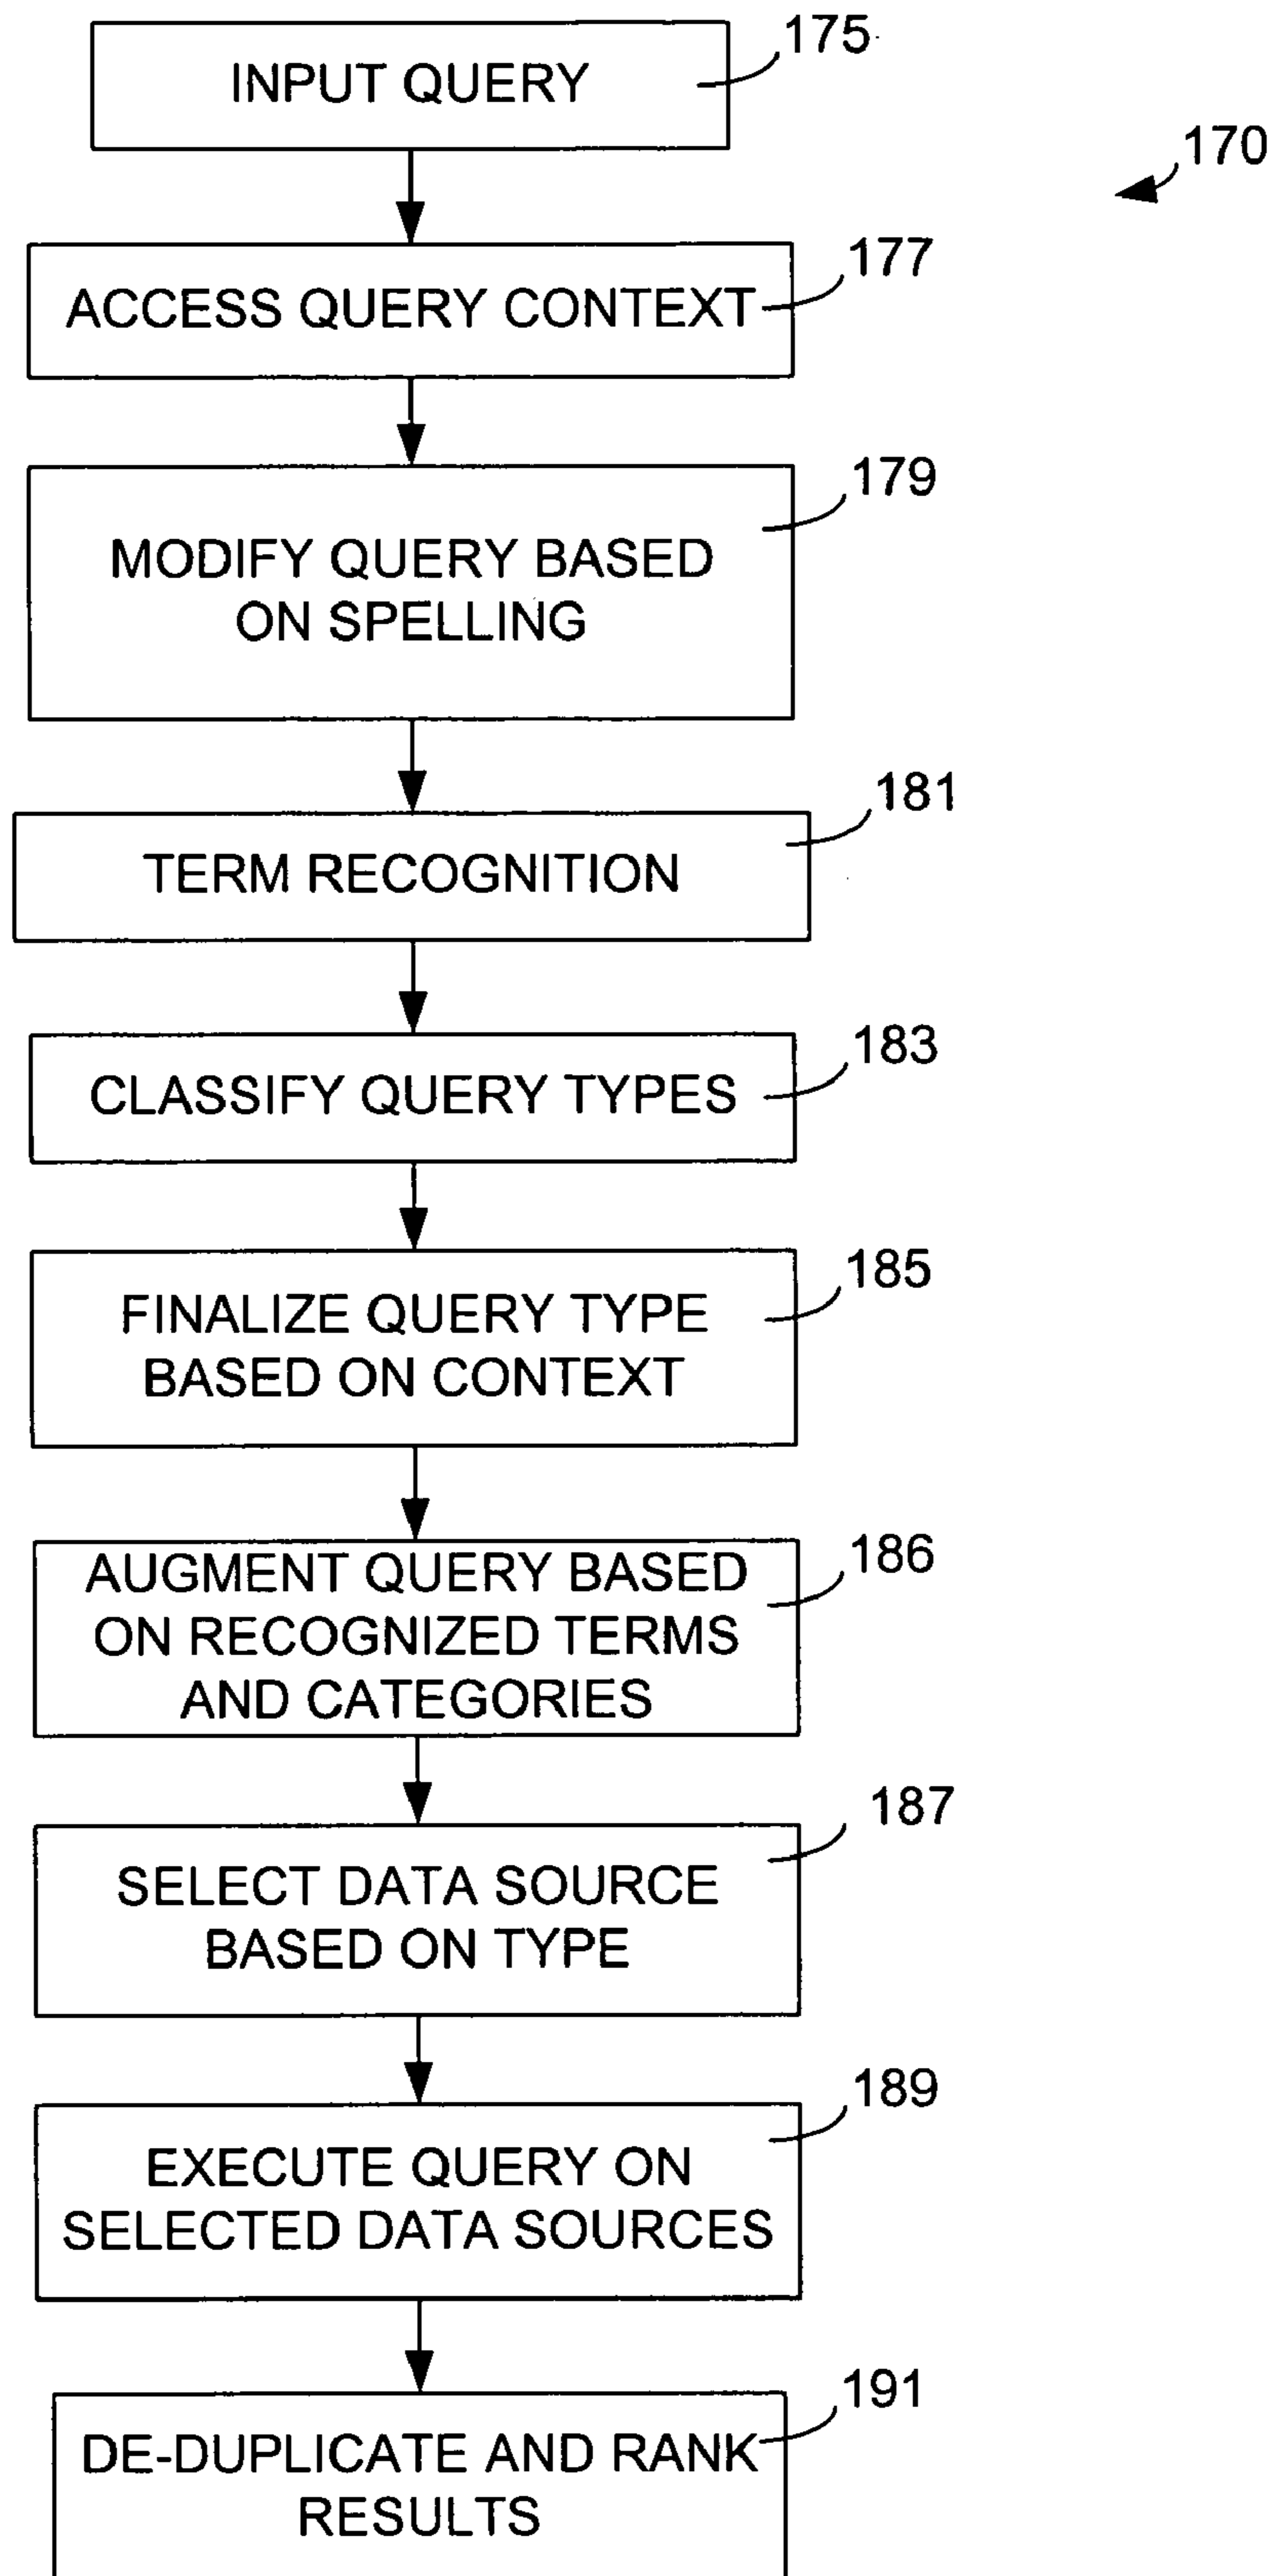 175
INPUT QUERY
170
177
ACCESS QUERY CONTEXT
179
MODIFY QUERY BASED
ON SPELLING
181
TERM RECOGNITION
183
CLASSIFY QUERY TYPES
185
FINALIZE QUERY TYPE
BASED ON CONTEXT
186
AUGMENT QUERY BASED
ON RECOGNIZED TERMS
AND CATEGORIES
187
SELECT DATA SOURCE
BASED ON TYPE
189
EXECUTE QUERY ON
SELECTED DATA SOURCES
191
DE-DUPLICATE AND RANK
RESULTS